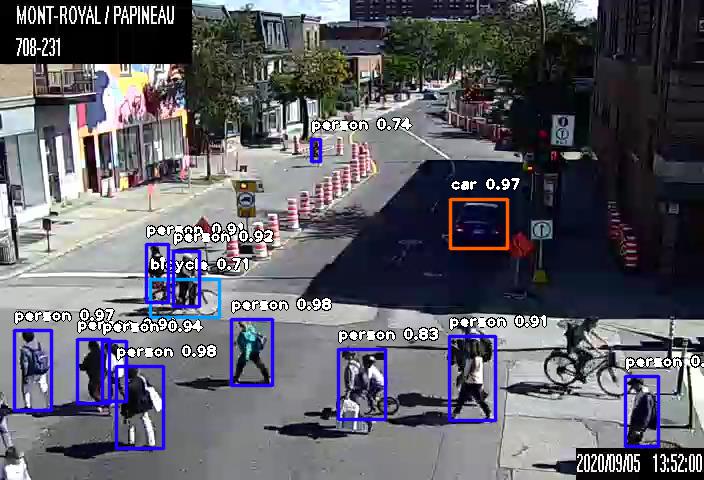 MONT-ROYAL / PAPINEAU
708-231
person 0.74
car 0.97
person 0.91
person 0.92
bicycle 0.71
person 0.97
person 0.98
0.94
person 0.83
person 0.91
person 0.
person 0.98
2020/09/05 13:52:00